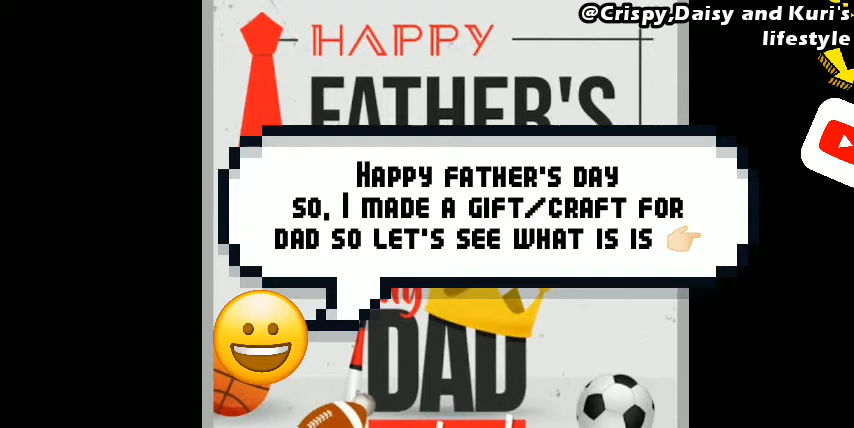 @Crispy,Daisy and Kuri's
lifestyle
HAPPY
FATHER'S
Happy father's day
so, I made a gift/craft for
dad so let's see what is is 👉🏻
my
DAD